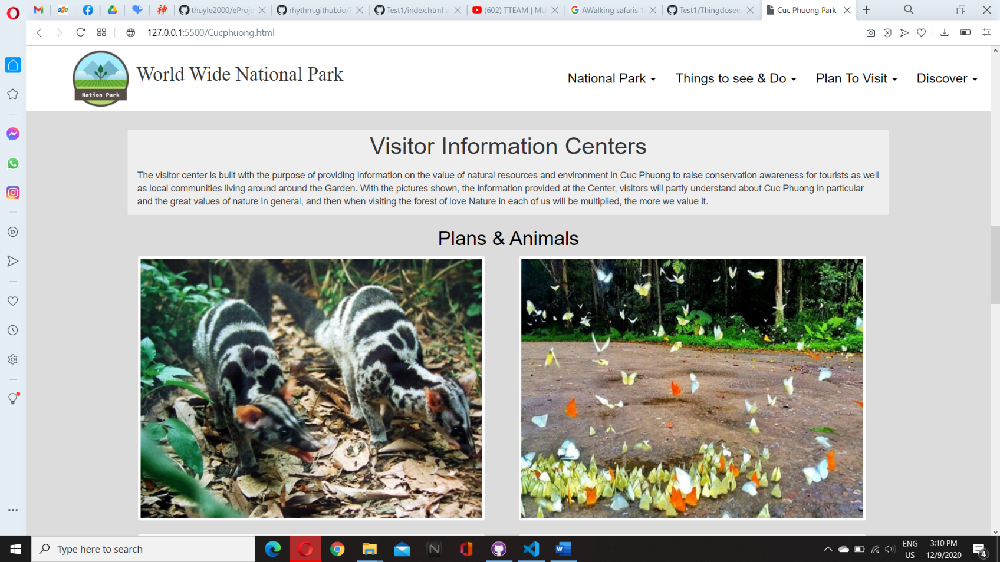 thuyle2000/eProje
rhythm.github.io/
Test1/index.html a
(602) TTEAM | MU
AWalking safaris 1
Test1/Thingdosee.
Cuc Phuong Park
127.0.0.1:5500/Cucphuong.html
Nation Park
World Wide National Park
National Park
Things to see & Do
Plan To Visit
Discover
Visitor Information Centers
The visitor center is built with the purpose of providing information on the value of natural resources and environment in Cuc Phuong to raise conservation awareness for tourists as well
as local communities living around around the Garden. With the pictures shown, the information provided at the Center, visitors will partly understand about Cuc Phuong in particular
and the great values of nature in general, and then when visiting the forest of love Nature in each of us will be multiplied, the more we value it.
Plans & Animals
Type here to search
ENG
US
3:10 PM
12/9/2020
4